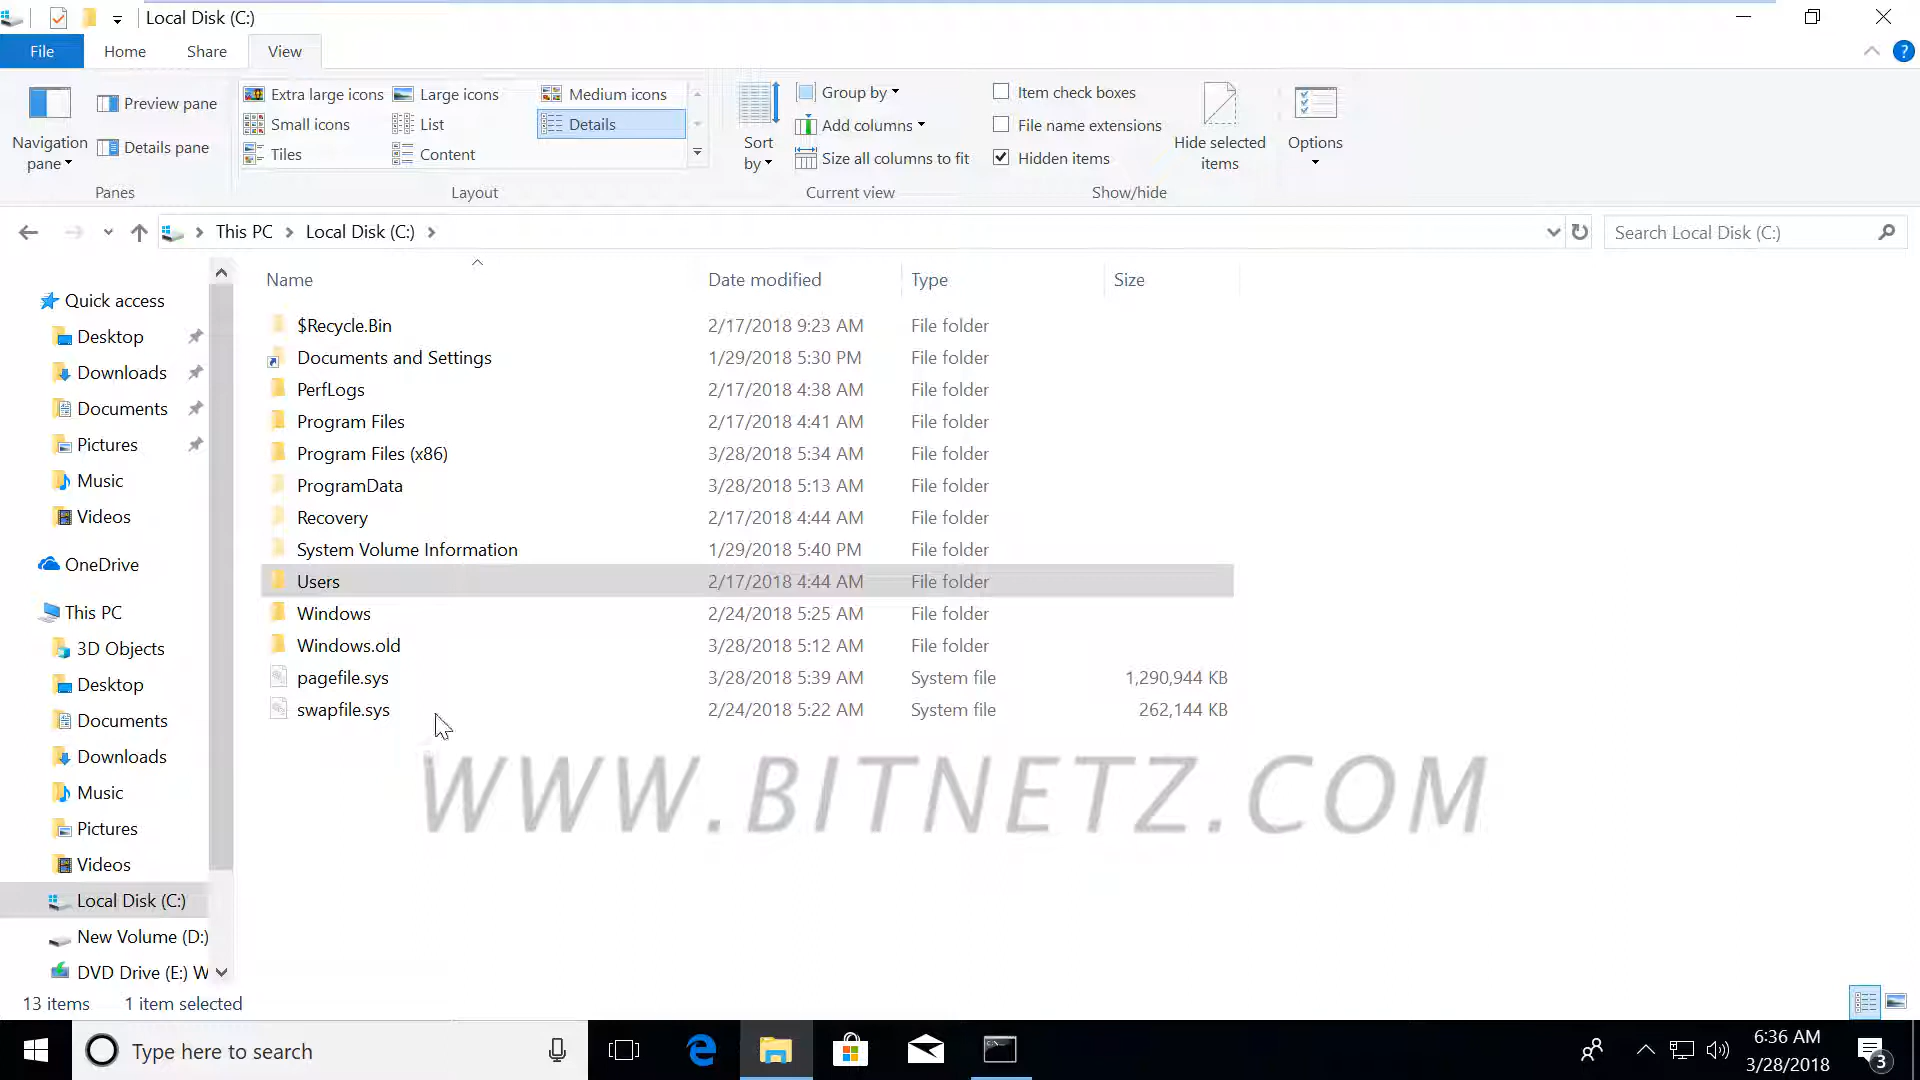 Local Disk (C:)
File Home Share View
Navigation pane
Preview pane
Details pane
Panes
Extra large icons Large icons Medium icons
Small icons List Details
Tiles Content
Layout
Sort by
Group by
Add columns
Size all columns to fit
Current view
Item check boxes
File name extensions
Hidden items
Hide selected items
Show/hide
Options
This PC Local Disk (C:)
Search Local Disk (C:)
Quick access
Desktop
Downloads
Documents
Pictures
Music
Videos
OneDrive
This PC
3D Objects
Desktop
Documents
Downloads
Music
Pictures
Videos
Local Disk (C:)
New Volume (D:)
DVD Drive (E:) W
Name Date modified Type Size
$Recycle.Bin 2/17/2018 9:23 AM File folder
Documents and Settings 1/29/2018 5:30 PM File folder
PerfLogs 2/17/2018 4:38 AM File folder
Program Files 2/17/2018 4:41 AM File folder
Program Files (x86) 3/28/2018 5:34 AM File folder
ProgramData 3/28/2018 5:13 AM File folder
Recovery 2/17/2018 4:44 AM File folder
System Volume Information 1/29/2018 5:40 PM File folder
Users 2/17/2018 4:44 AM File folder
Windows 2/24/2018 5:25 AM File folder
Windows.old 3/28/2018 5:12 AM File folder
pagefile.sys 3/28/2018 5:39 AM System file 1,290,944 KB
swapfile.sys 2/24/2018 5:22 AM System file 262,144 KB
WWW.BITNETZ.COM
13 items 1 item selected
Type here to search
6:36 AM
3/28/2018
3